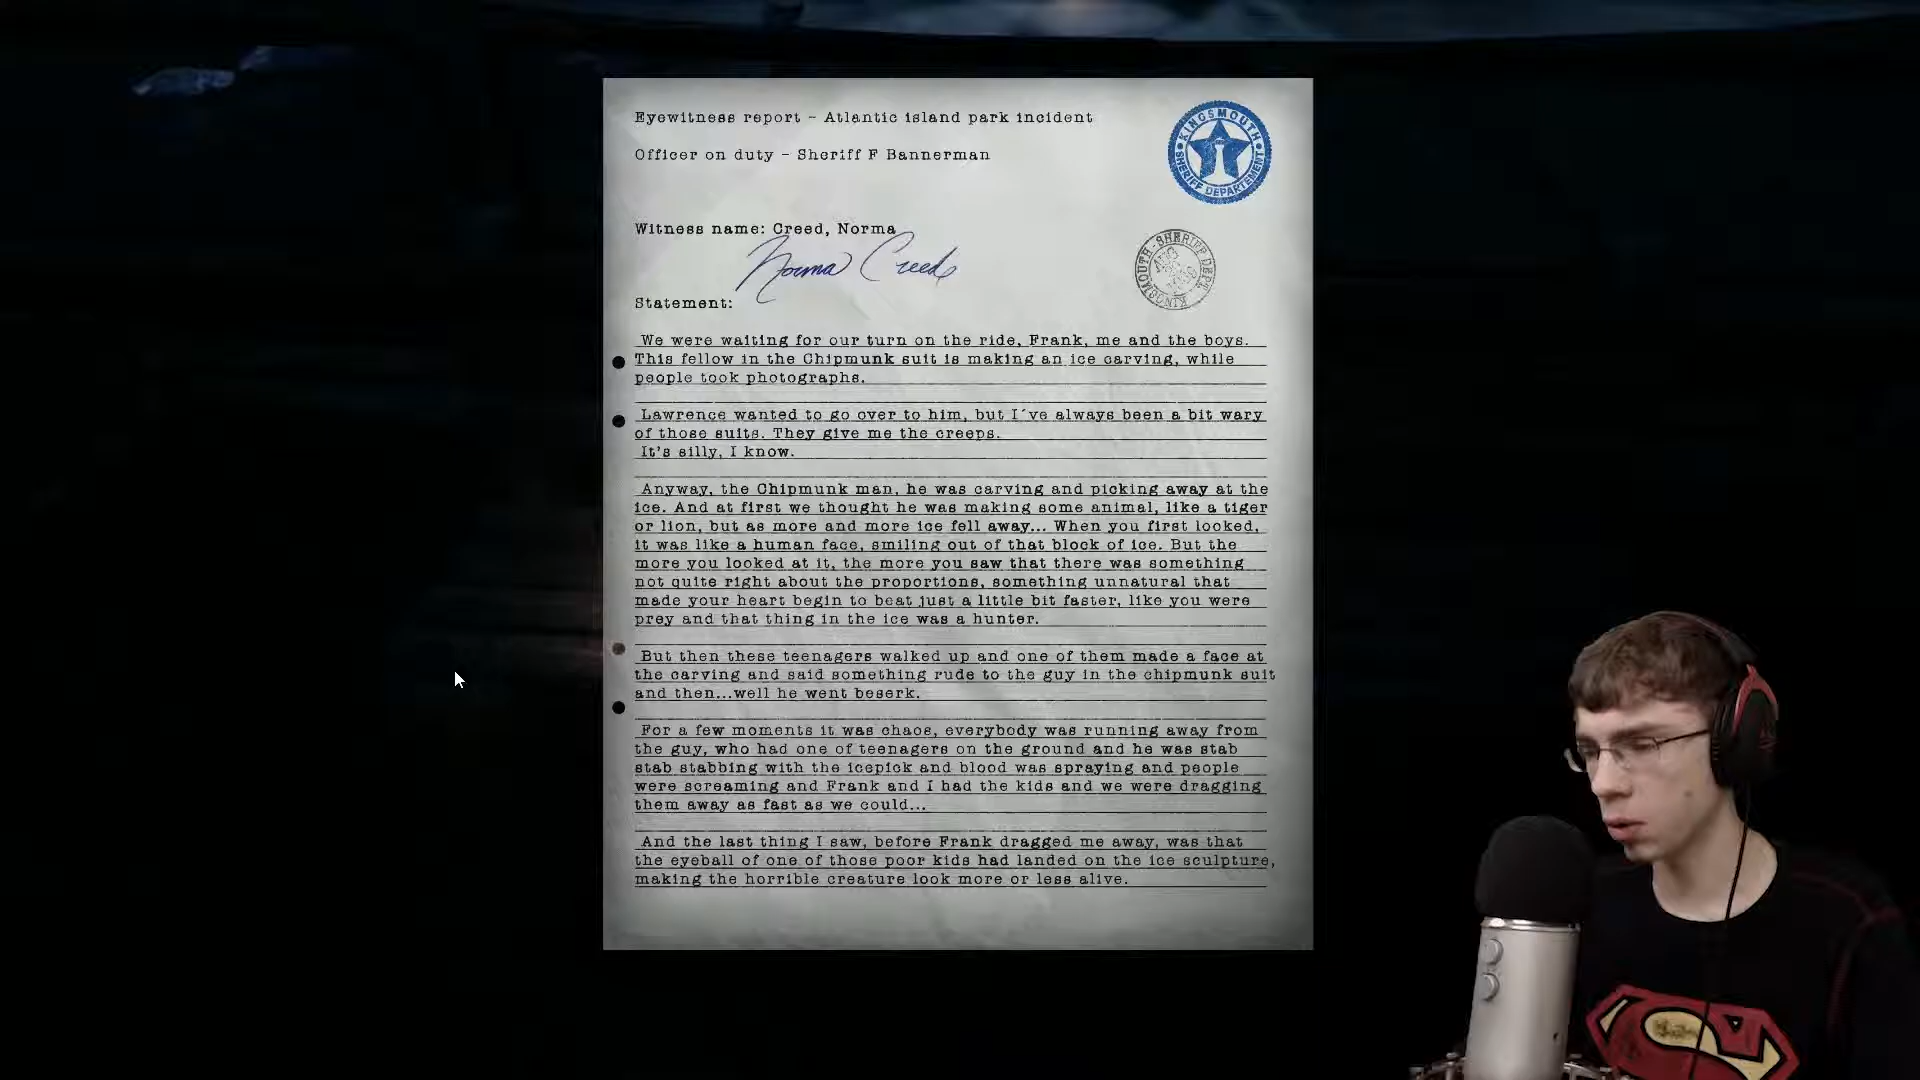 Eyewitness report - Atlantic island park incident
Officer on duty - Sheriff F Bannerman
KINGSMOUTH
SHERIFF DEPARTEMENT
Witness name: Creed, Norma
Norma Creed
KINGSMOUTH - SHERIFF DEPT.
AUG
Statement:
We were waiting for our turn on the ride, Frank, me and the boys.
This fellow in the Chipmunk suit is making an ice carving, while
people took photographs.
Lawrence wanted to go over to him, but I´ve always been a bit wary
of those suits. They give me the creeps.
It's silly, I know.
Anyway, the Chipmunk man, he was carving and picking away at the
ice. And at first we thought he was making some animal, like a tiger
or lion, but as more and more ice fell away... When you first looked,
it was like a human face, smiling out of that block of ice. But the
more you looked at it, the more you saw that there was something
not quite right about the proportions, something unnatural that
made your heart begin to beat just a little bit faster, like you were
prey and that thing in the ice was a hunter.
But then these teenagers walked up and one of them made a face at
the carving and said something rude to the guy in the chipmunk suit
and then...well he went beserk.
For a few moments it was chaos, everybody was running away from
the guy, who had one of teenagers on the ground and he was stab
stab stabbing with the icepick and blood was spraying and people
were screaming and Frank and I had the kids and we were dragging
them away as fast as we could...
And the last thing I saw, before Frank dragged me away, was that
the eyeball of one of those poor kids had landed on the ice sculpture,
making the horrible creature look more or less alive.